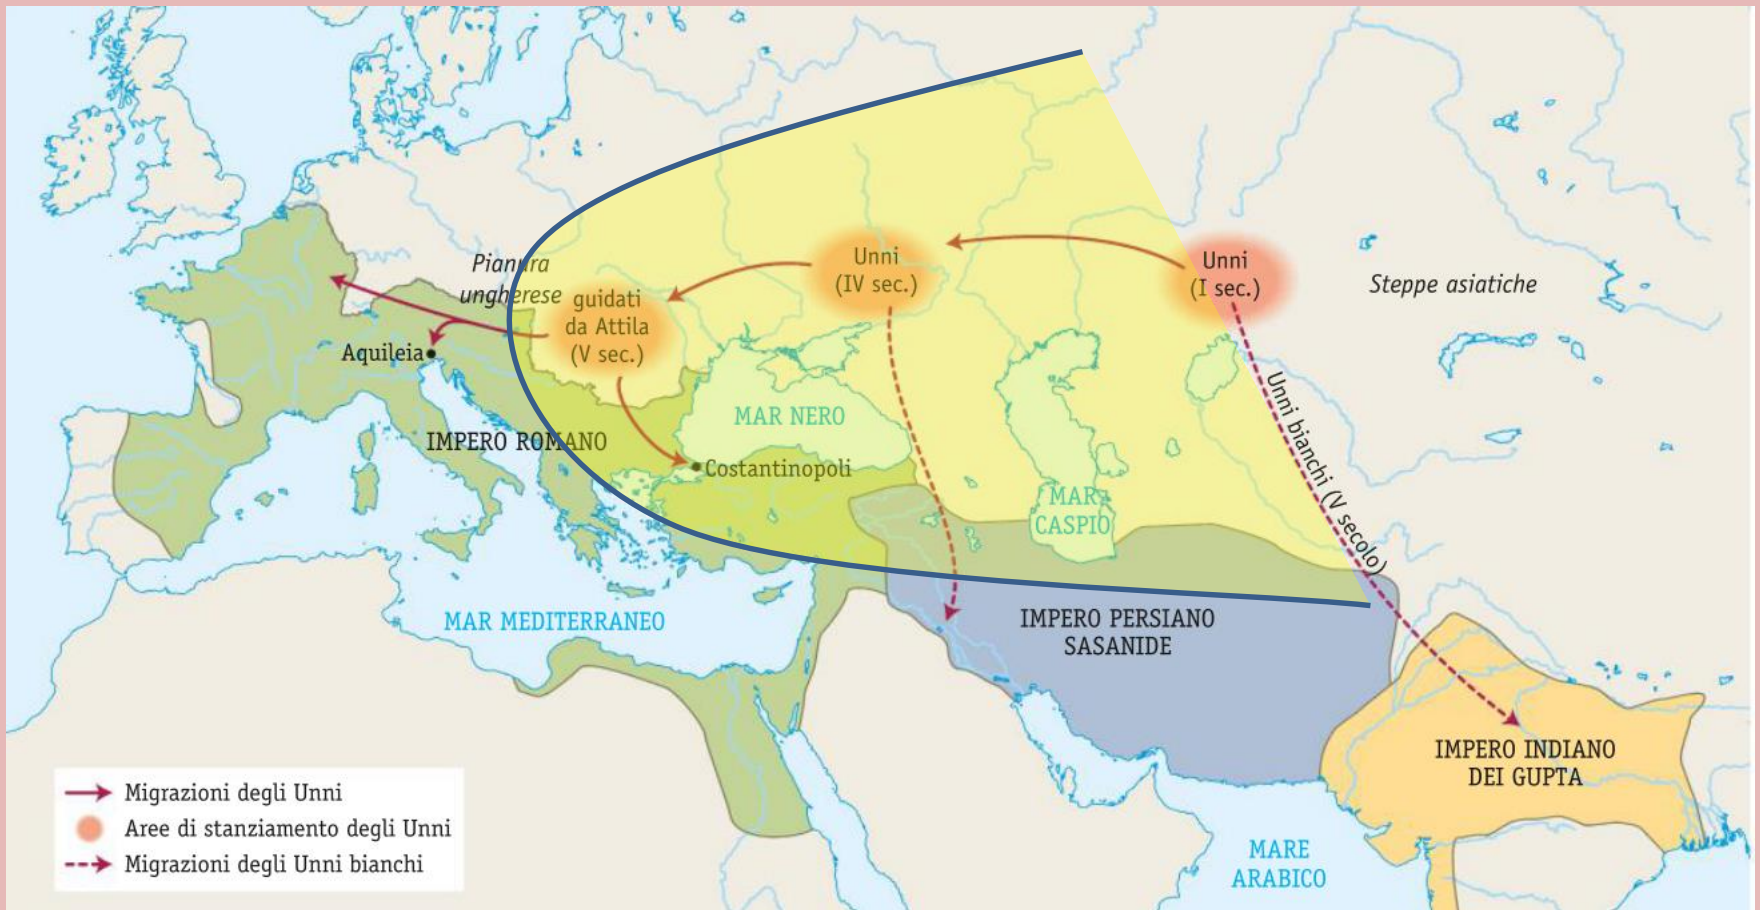 Pianura
ungherese
guidati
da Attila
(V sec.)
Unni
(IV sec.)
Unni
(I sec.)
Steppe asiatiche
Aquileia
IMPERO ROMANO
MAR NERO
Costantinopoli
MAR
CASPIO
Unni bianchi (V secolo)
MAR MEDITERRANEO
IMPERO PERSIANO
SASANIDE
IMPERO INDIANO
DEI GUPTA
MARE
ARABICO
Migrazioni degli Unni
Aree di stanziamento degli Unni
Migrazioni degli Unni bianchi